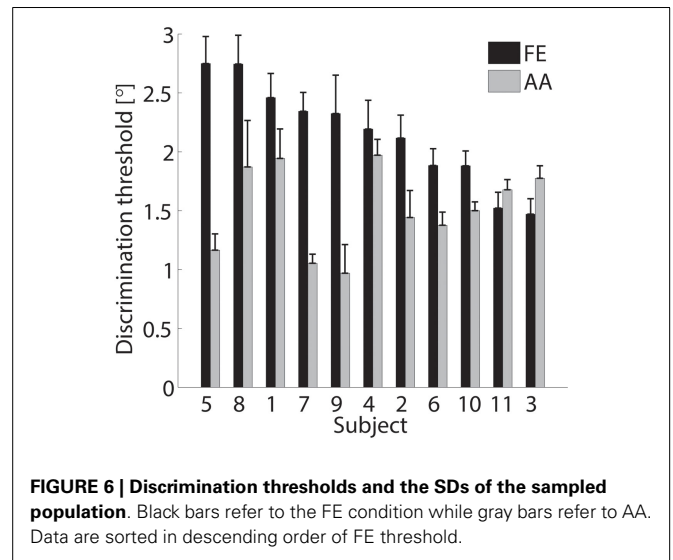 3
2.5
2
1.5
1
0.5
0
Discrimination threshold [°]
FE
AA
5 8 1 7 9 4 2 6 10 11 3
Subject
FIGURE 6 | Discrimination thresholds and the SDs of the sampled
population. Black bars refer to the FE condition while gray bars refer to AA.
Data are sorted in descending order of FE threshold.